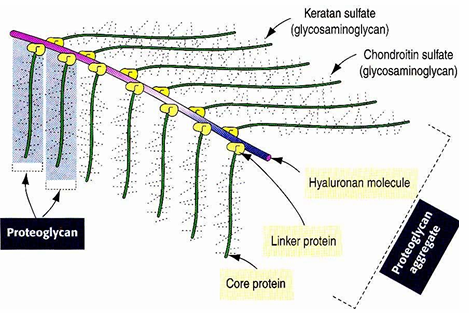 Keratan sulfate
(glycosaminoglycan)
Chondroitin sulfate
(glycosaminoglycan)
Hyaluronan molecule
Proteoglycan
Linker protein
Proteoglycan
aggregate
Core protein